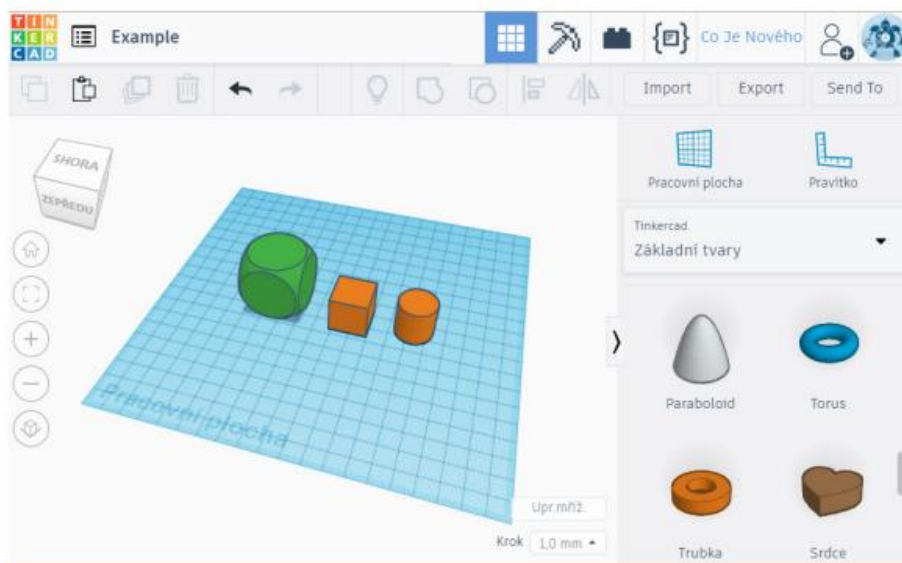 TIN
KER
CAD
Example
Co Je Nového
Import
Export
Send To
SHORA
ZEPŘEDU
Pracovní plocha
Pravítko
Tinkercad
Základní tvary
Paraboloid
Torus
Pracovní plocha
Upr.mříž.
Krok
1,0 mm
Trubka
Srdce